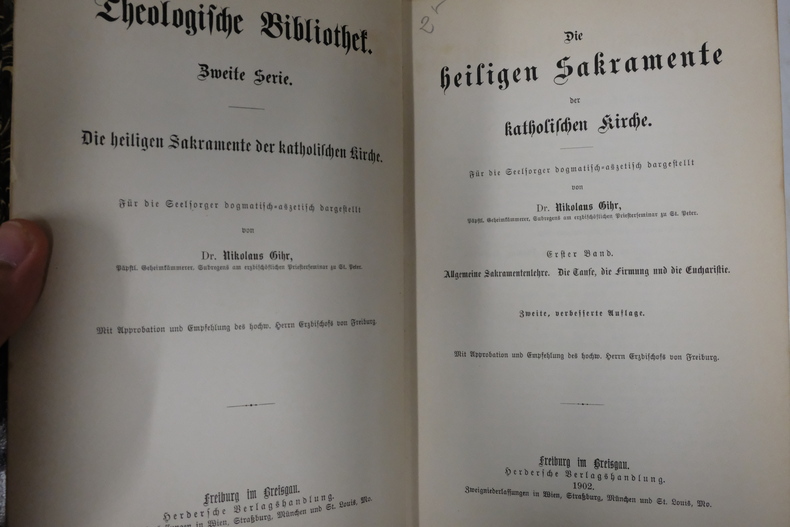 Theologische Bibliothek.
Zweite Serie.
Die heiligen Sakramente der katholischen Kirche.
Für die Seelsorger dogmatisch-aszetisch dargestellt
von
Dr. Nikolaus Gihr,
Päpstl. Geheimkämmerer, Subregens am erzbischöflichen Priesterseminar zu St. Peter.
Mit Approbation und Empfehlung des hochw. Herrn Erzbischofs von Freiburg.
Freiburg im Breisgau.
Herdersche Verlagshandlung.
in Wien, Straßburg, München und St. Louis, Mo.
2
Die
heiligen Sakramente
der
katholischen Kirche.
Für die Seelsorger dogmatisch-aszetisch dargestellt
von
Dr. Nikolaus Gihr,
Päpstl. Geheimkämmerer, Subregens am erzbischöflichen Priesterseminar zu St. Peter.
Erster Band.
Allgemeine Sakramentenlehre. Die Taufe, die Firmung und die Eucharistie.
Zweite, verbesserte Auflage.
Mit Approbation und Empfehlung des hochw. Herrn Erzbischofs von Freiburg.
Freiburg im Breisgau.
Herdersche Verlagshandlung.
1902.
Zweigniederlassungen in Wien, Straßburg, München und St. Louis, Mo.